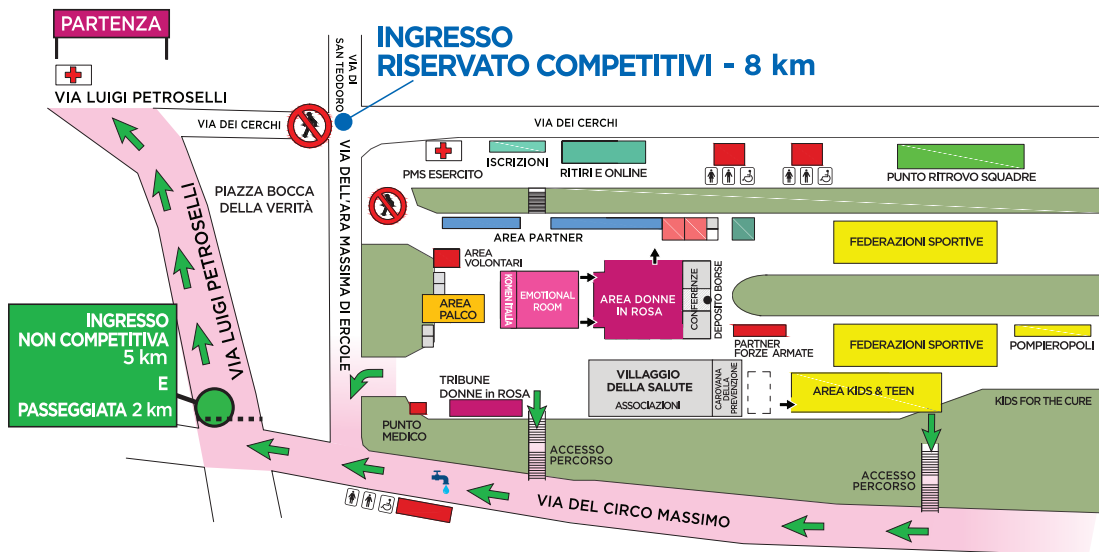 PARTENZA
VIA LUIGI PETROSELLI
INGRESSO
RISERVATO COMPETITIVI - 8 km
VIA DI
SAN TEODORO
VIA DEI CERCHI
VIA DEI CERCHI
PMS ESERCITO
ISCRIZIONI
RITIRI E ONLINE
PUNTO RITROVO SQUADRE
PIAZZA BOCCA
DELLA VERITÀ
VIA DELL'ARA MASSIMA DI ERCOLE
VIA LUIGI PETROSELLI
AREA PARTNER
AREA
VOLONTARI
AREA
PALCO
KOMEN ITALIA
EMOTIONAL
ROOM
AREA DONNE
IN ROSA
CONFERENZE
DEPOSITO BORSE
FEDERAZIONI SPORTIVE
FEDERAZIONI SPORTIVE
PARTNER
FORZE ARMATE
POMPIEROPOLI
INGRESSO
NON COMPETITIVA
5 km
E
PASSEGGIATA 2 km
VILLAGGIO
DELLA SALUTE
ASSOCIAZIONI
CAROVANA
DELLA
PREVENZIONE
AREA KIDS & TEEN
KIDS FOR THE CURE
TRIBUNE
DONNE in ROSA
PUNTO
MEDICO
ACCESSO
PERCORSO
ACCESSO
PERCORSO
VIA DEL CIRCO MASSIMO